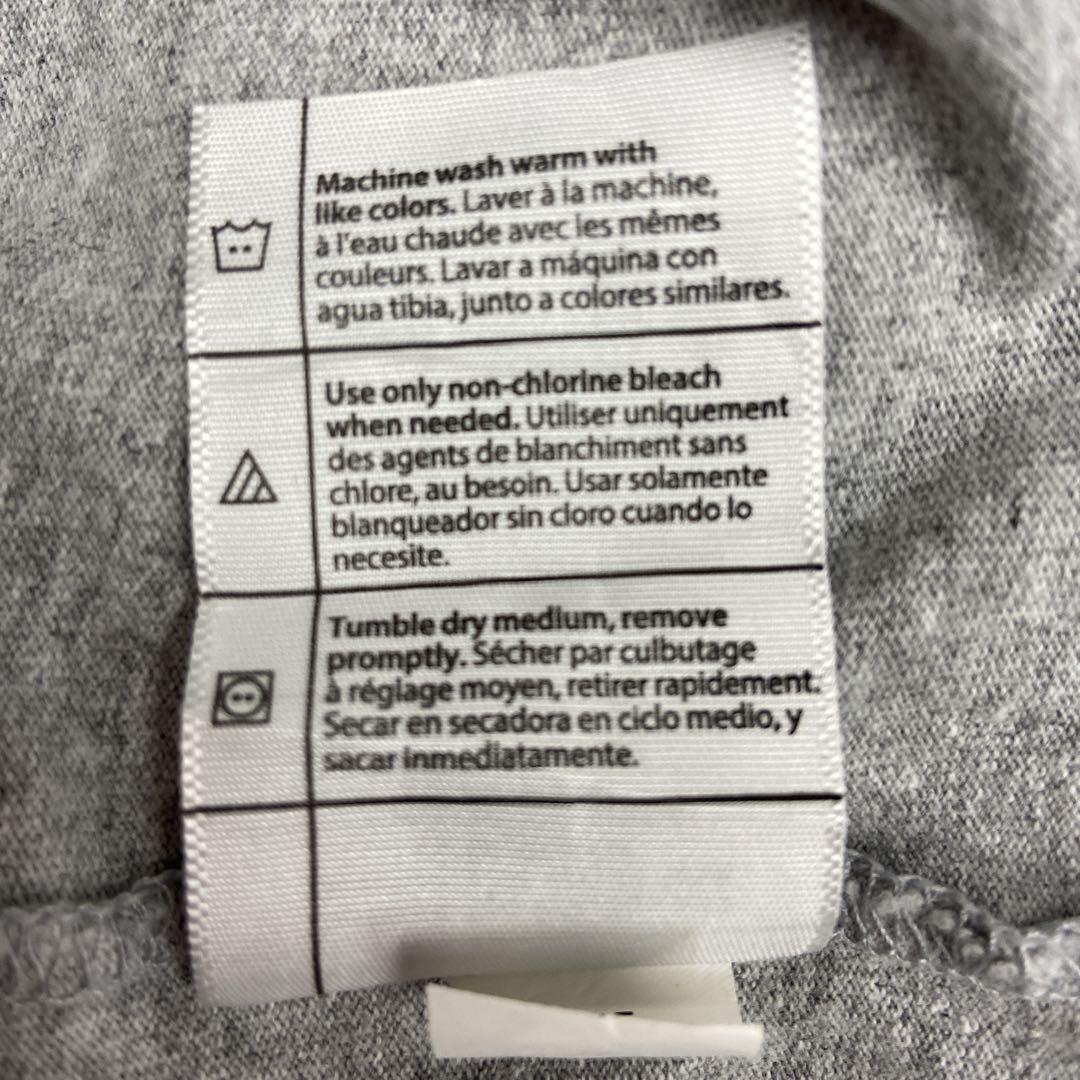 Machine wash warm with
like colors. Laver à la machine,
à l'eau chaude avec les mêmes
couleurs. Lavar a máquina con
agua tibia, junto a colores similares.
Use only non-chlorine bleach
when needed. Utiliser uniquement
des agents de blanchiment sans
chlore, au besoin. Usar solamente
blanqueador sin cloro cuando lo
necesite.
Tumble dry medium, remove
promptly. Sécher par culbutage
à réglage moyen, retirer rapidement.
Secar en secadora en ciclo medio, y
sacar inmediatamente.